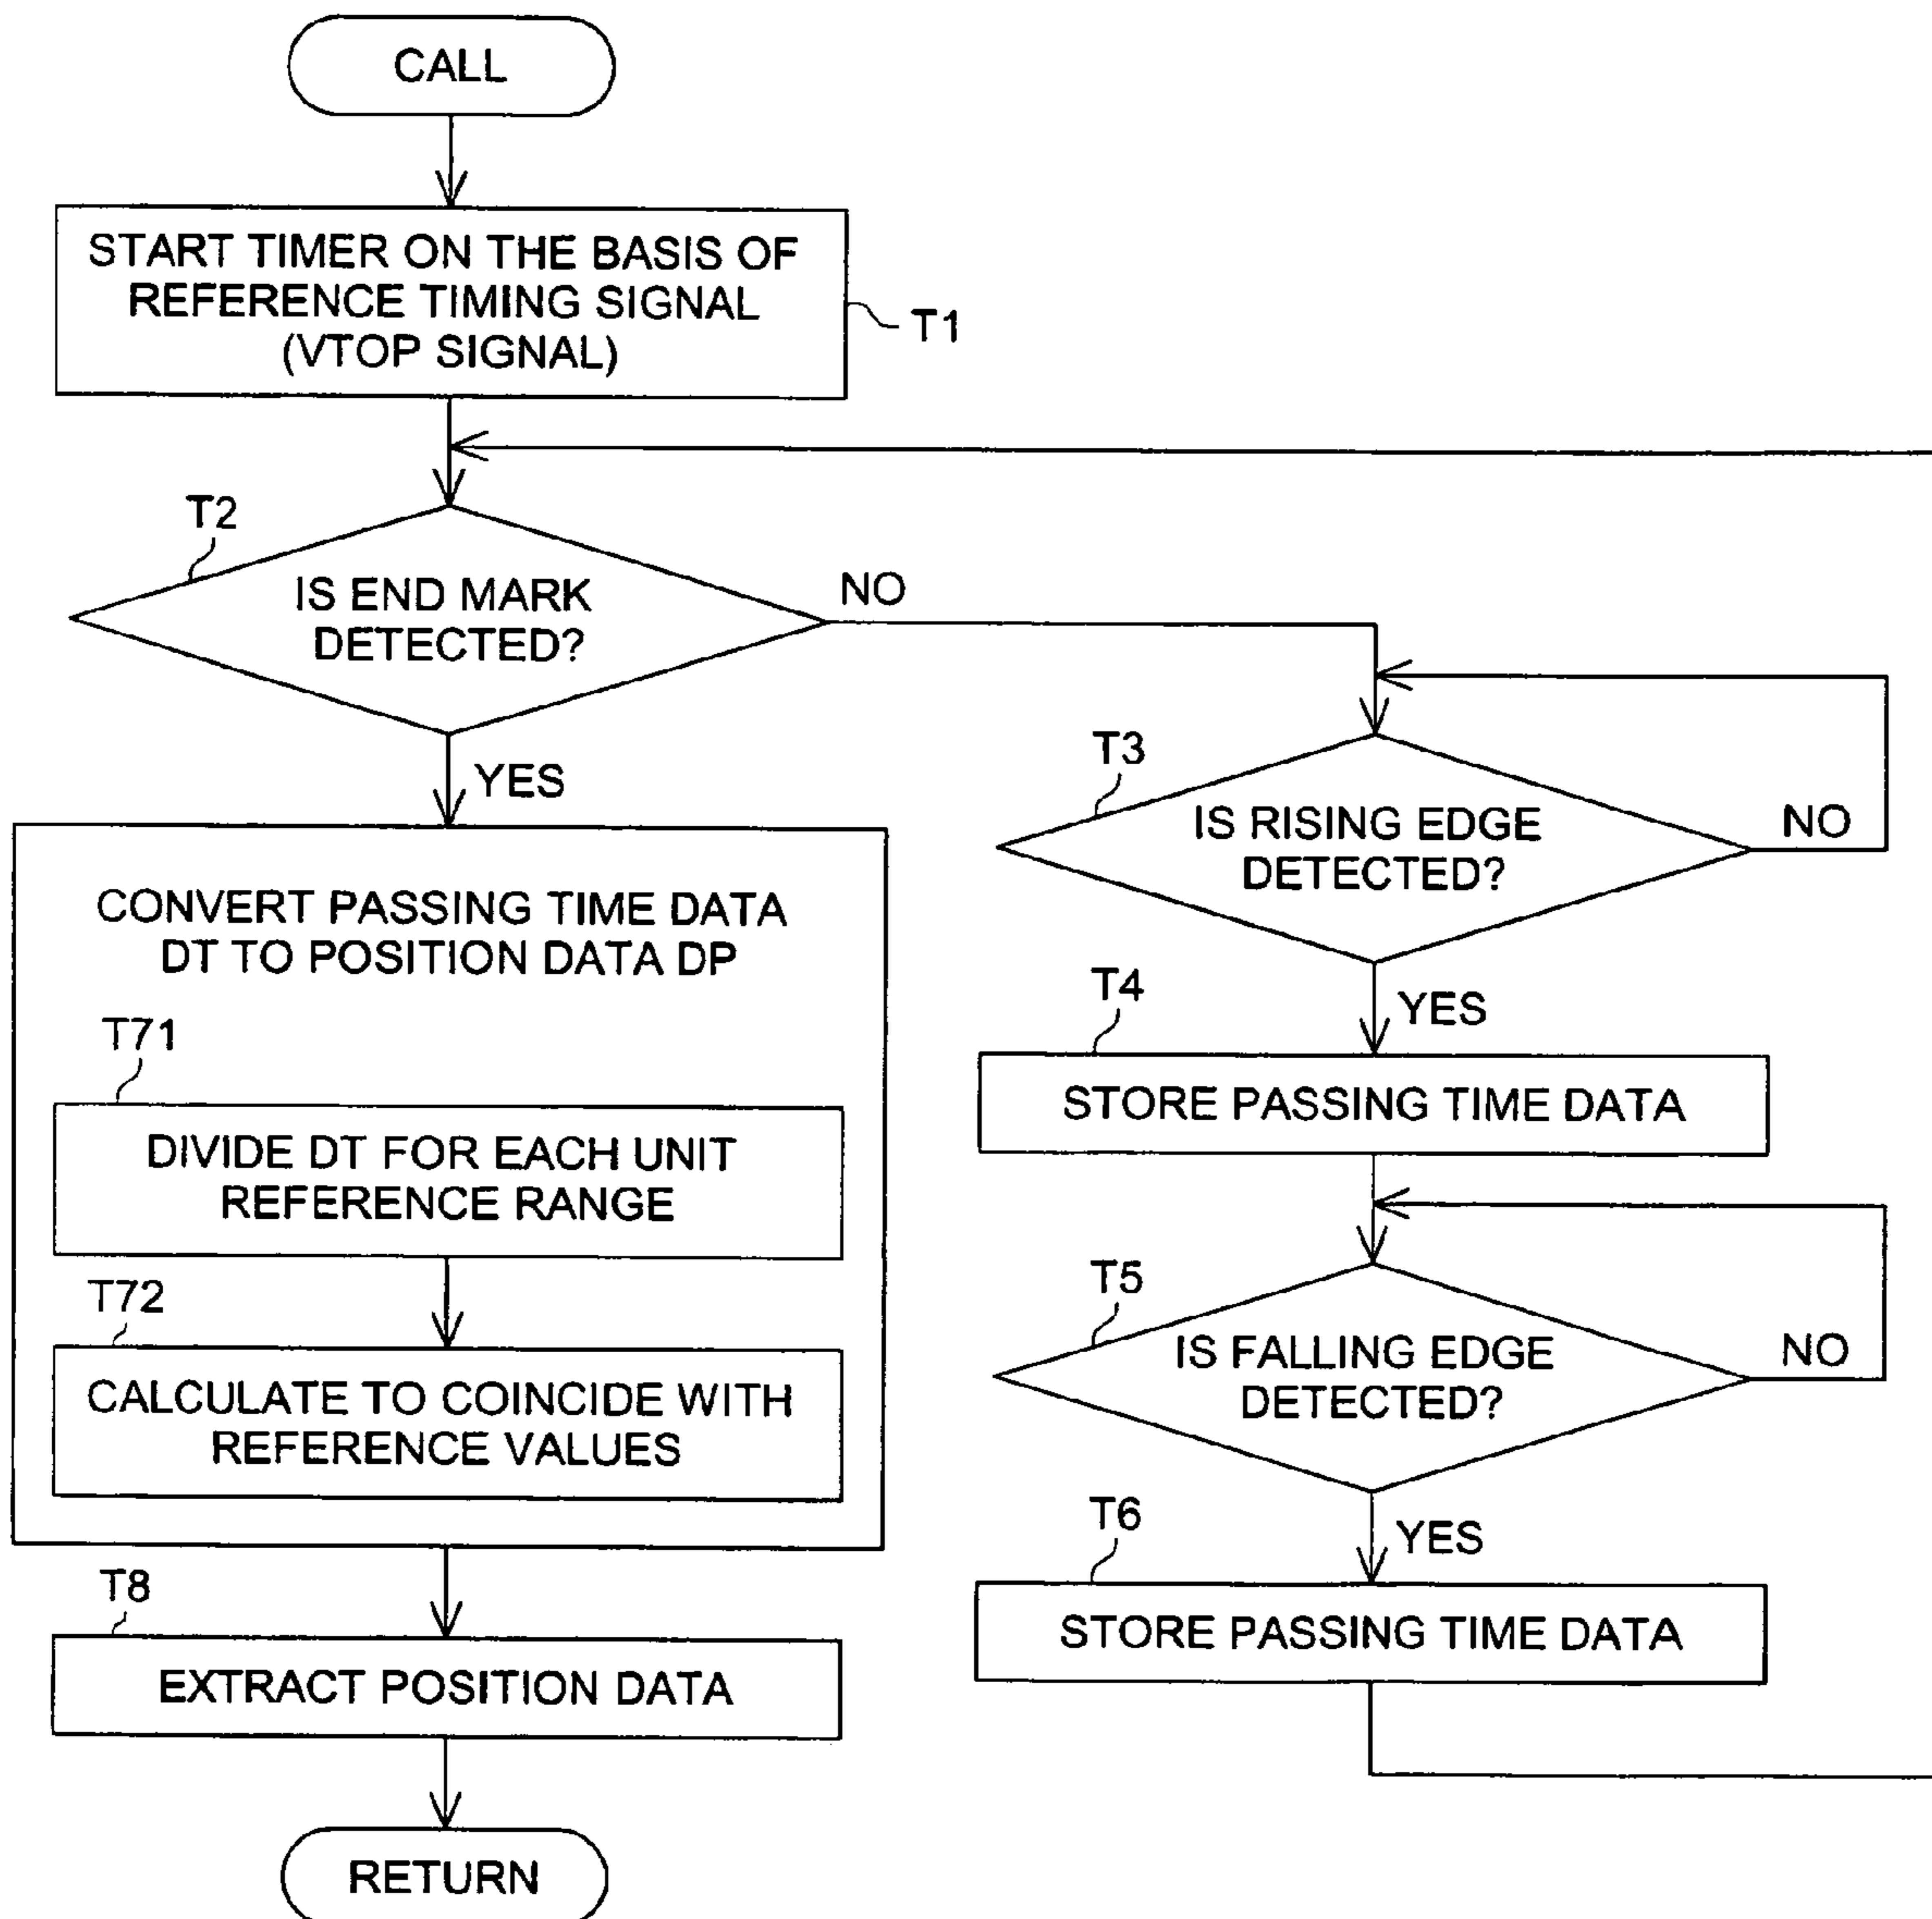 CALL
START TIMER ON THE BASIS OF
REFERENCE TIMING SIGNAL
(VTOP SIGNAL)
T1
T2
IS END MARK
DETECTED?
NO
YES
T3
IS RISING EDGE
DETECTED?
NO
YES
T4
STORE PASSING TIME DATA
T5
IS FALLING EDGE
DETECTED?
NO
YES
T6
STORE PASSING TIME DATA
CONVERT PASSING TIME DATA
DT TO POSITION DATA DP
T71
DIVIDE DT FOR EACH UNIT
REFERENCE RANGE
T72
CALCULATE TO COINCIDE WITH
REFERENCE VALUES
T8
EXTRACT POSITION DATA
RETURN